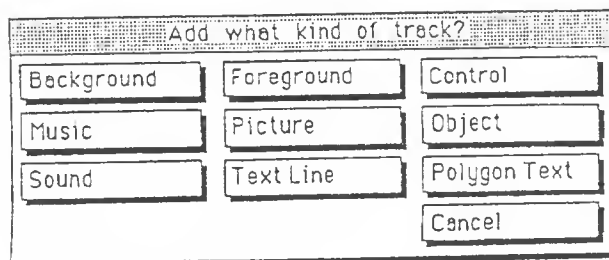 Add what kind of track?
Background Foreground Control
Music Picture Object
Sound Text Line Polygon Text
Cancel